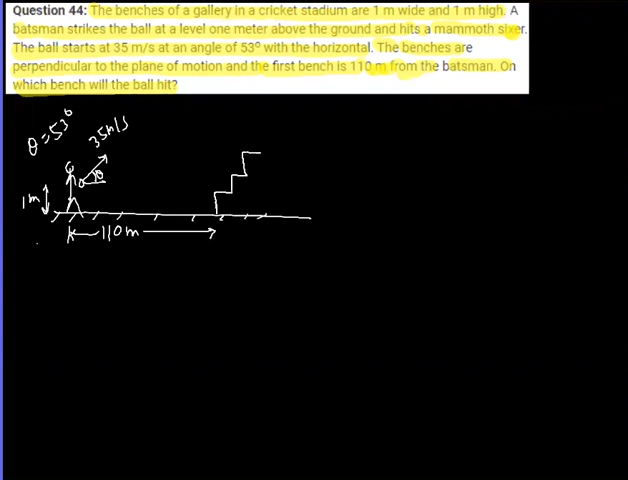 Question 44: The benches of a gallery in a cricket stadium are 1 m wide and 1 m high. A
batsman strikes the ball at a level one meter above the ground and hits a mammoth sixer.
The ball starts at 35 m/s at an angle of 53° with the horizontal. The benches are
perpendicular to the plane of motion and the first bench is 110 m from the batsman. On
which bench will the ball hit?
θ = 53°
35m/s
θ
1m
110m